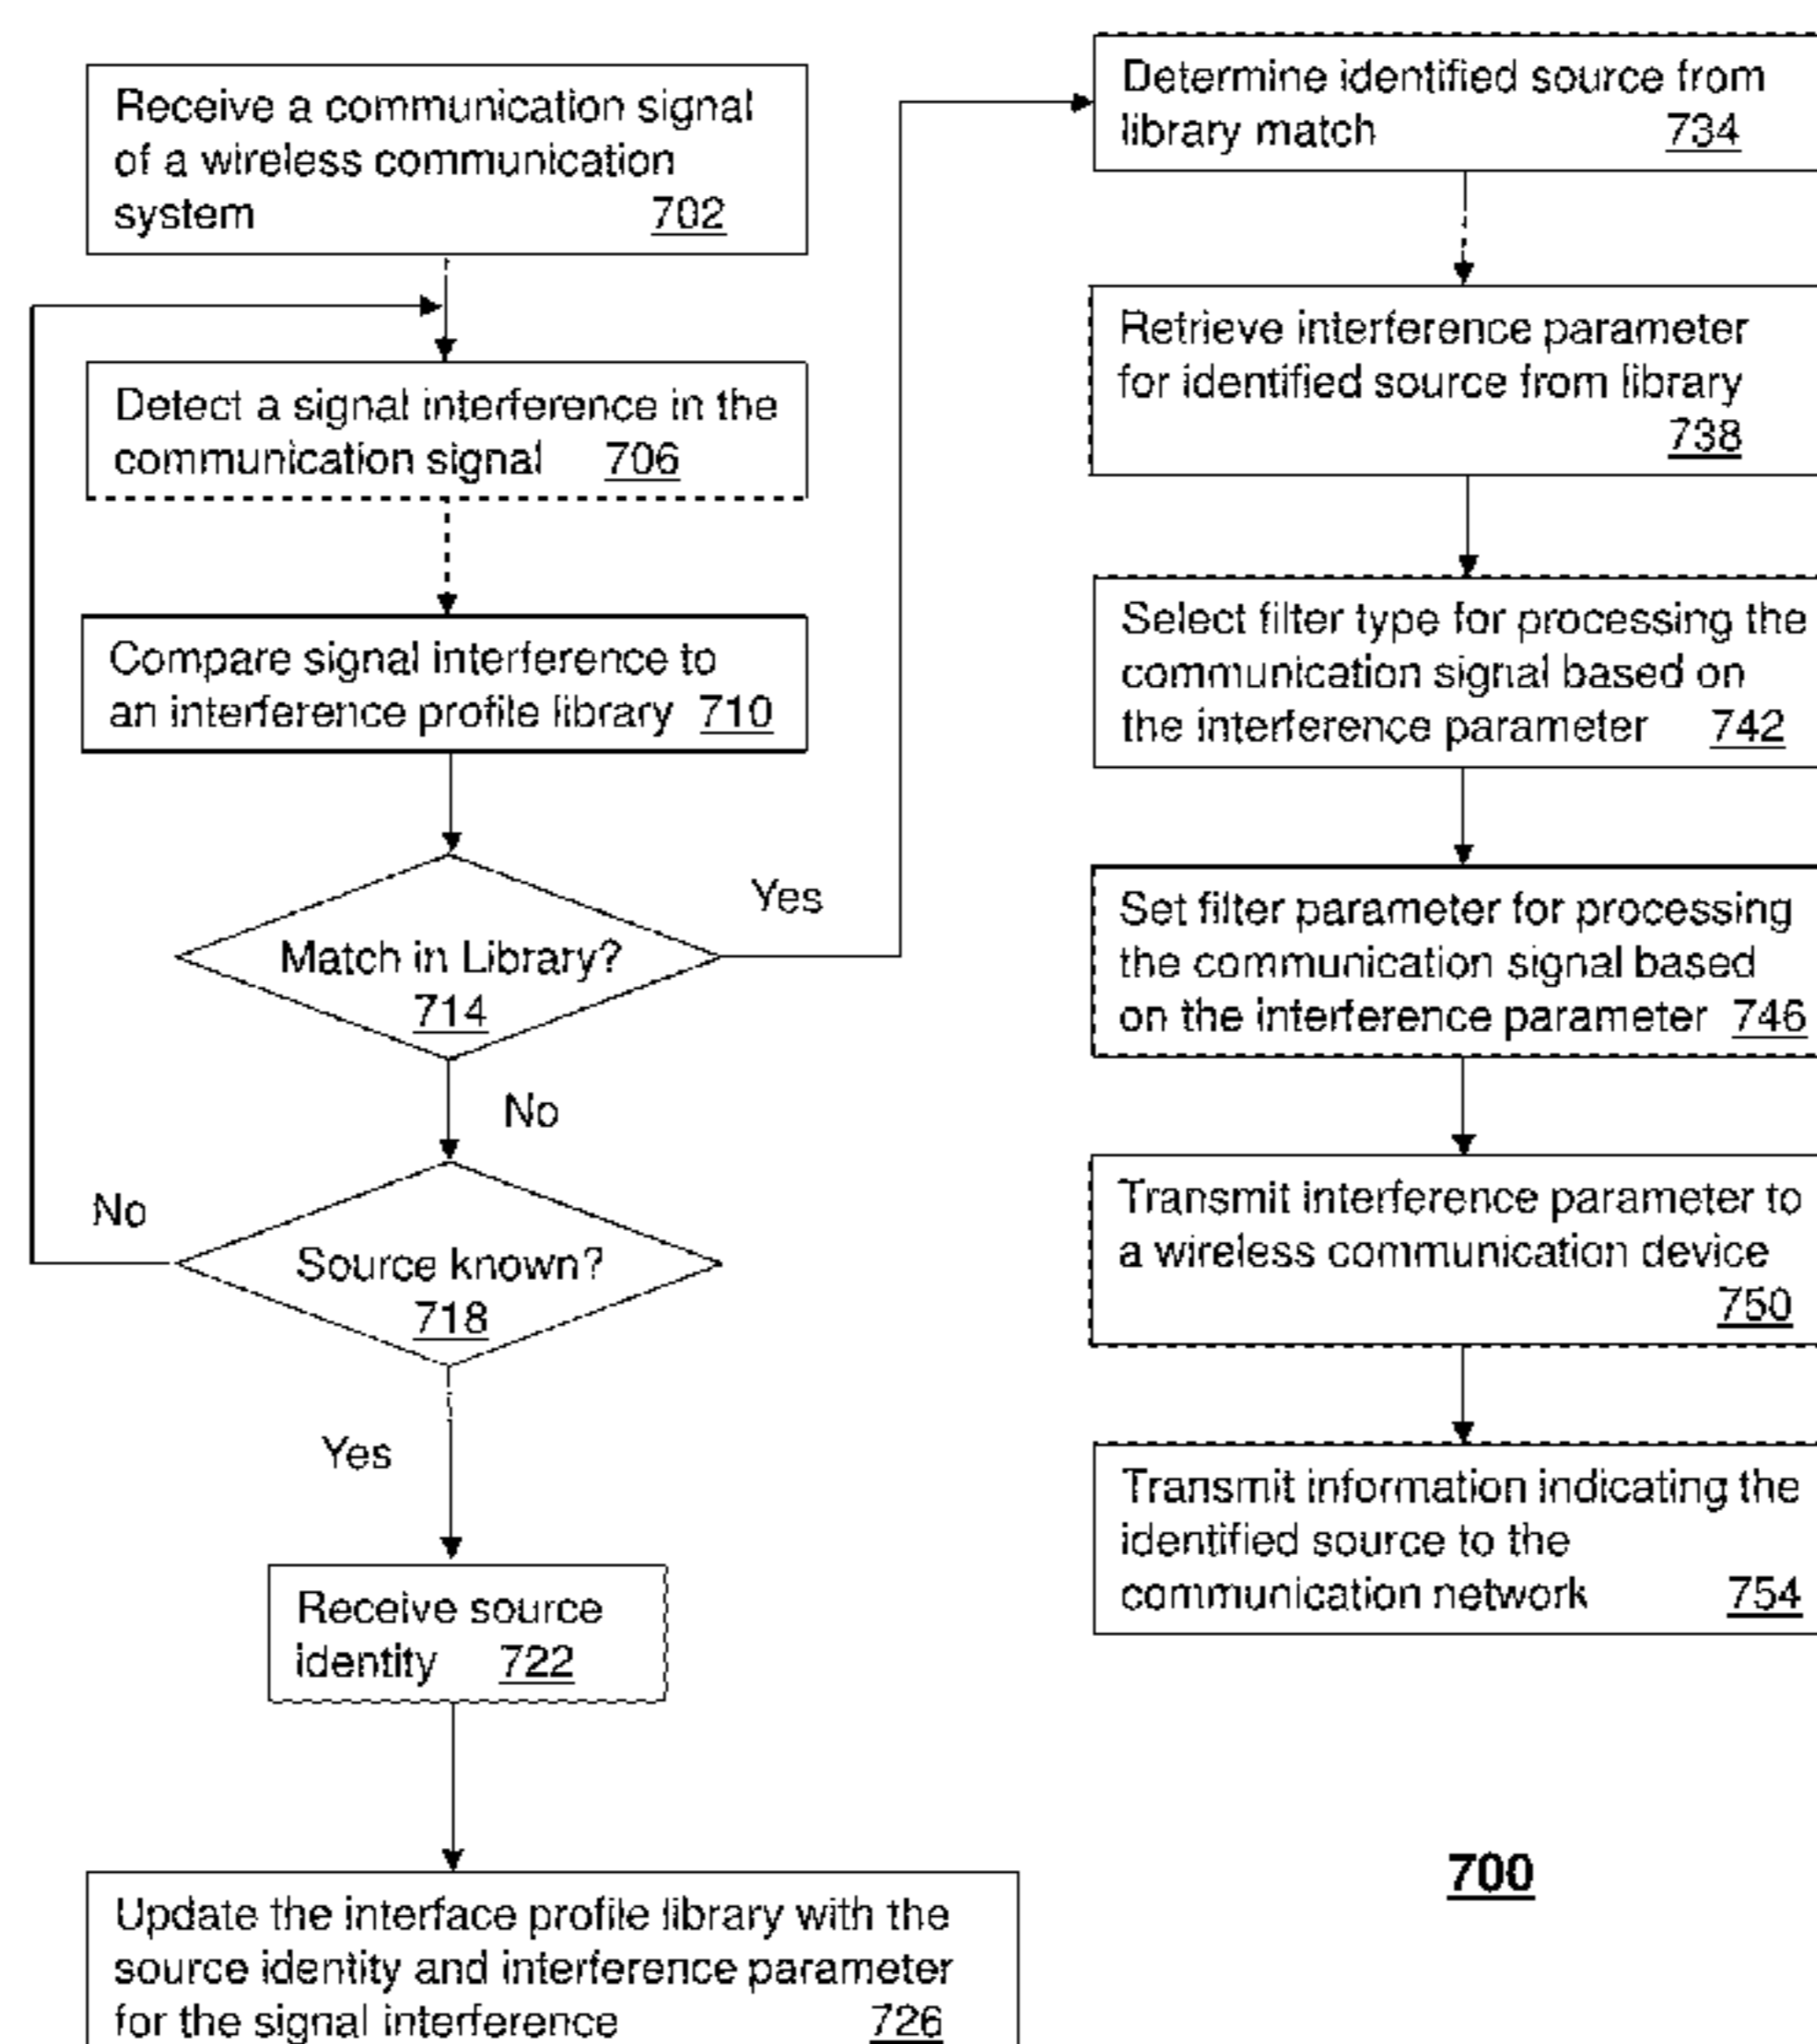 Receive a communication signal
of a wireless communication
system 702
Detect a signal interference in the
communication signal 706
Compare signal interference to
an interference profile library 710
Match in Library?
714
Yes
No
Source known?
718
No
Yes
Receive source
identity 722
Update the interface profile library with the
source identity and interference parameter
for the signal interference 726
Determine identified source from
library match 734
Retrieve interference parameter
for identified source from library
738
Select filter type for processing the
communication signal based on
the interference parameter 742
Set filter parameter for processing
the communication signal based
on the interference parameter 746
Transmit interference parameter to
a wireless communication device
750
Transmit information indicating the
identified source to the
communication network 754
700